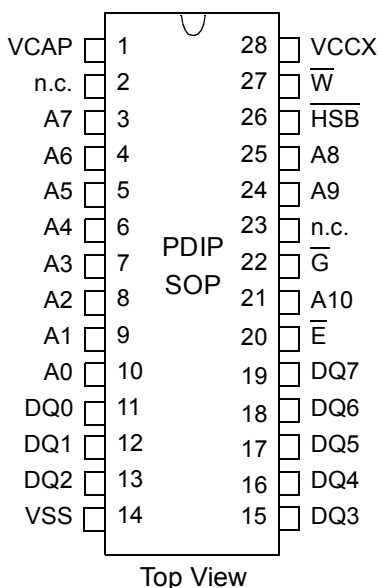 VCAP 1 28 VCCX
n.c. 2 27 W̅
A7 3 26 H̅S̅B̅
A6 4 25 A8
A5 5 24 A9
A4 6 23 n.c.
A3 7 PDIP 22 G̅
A2 8 SOP 21 A10
A1 9 20 E̅
A0 10 19 DQ7
DQ0 11 18 DQ6
DQ1 12 17 DQ5
DQ2 13 16 DQ4
VSS 14 15 DQ3
Top View